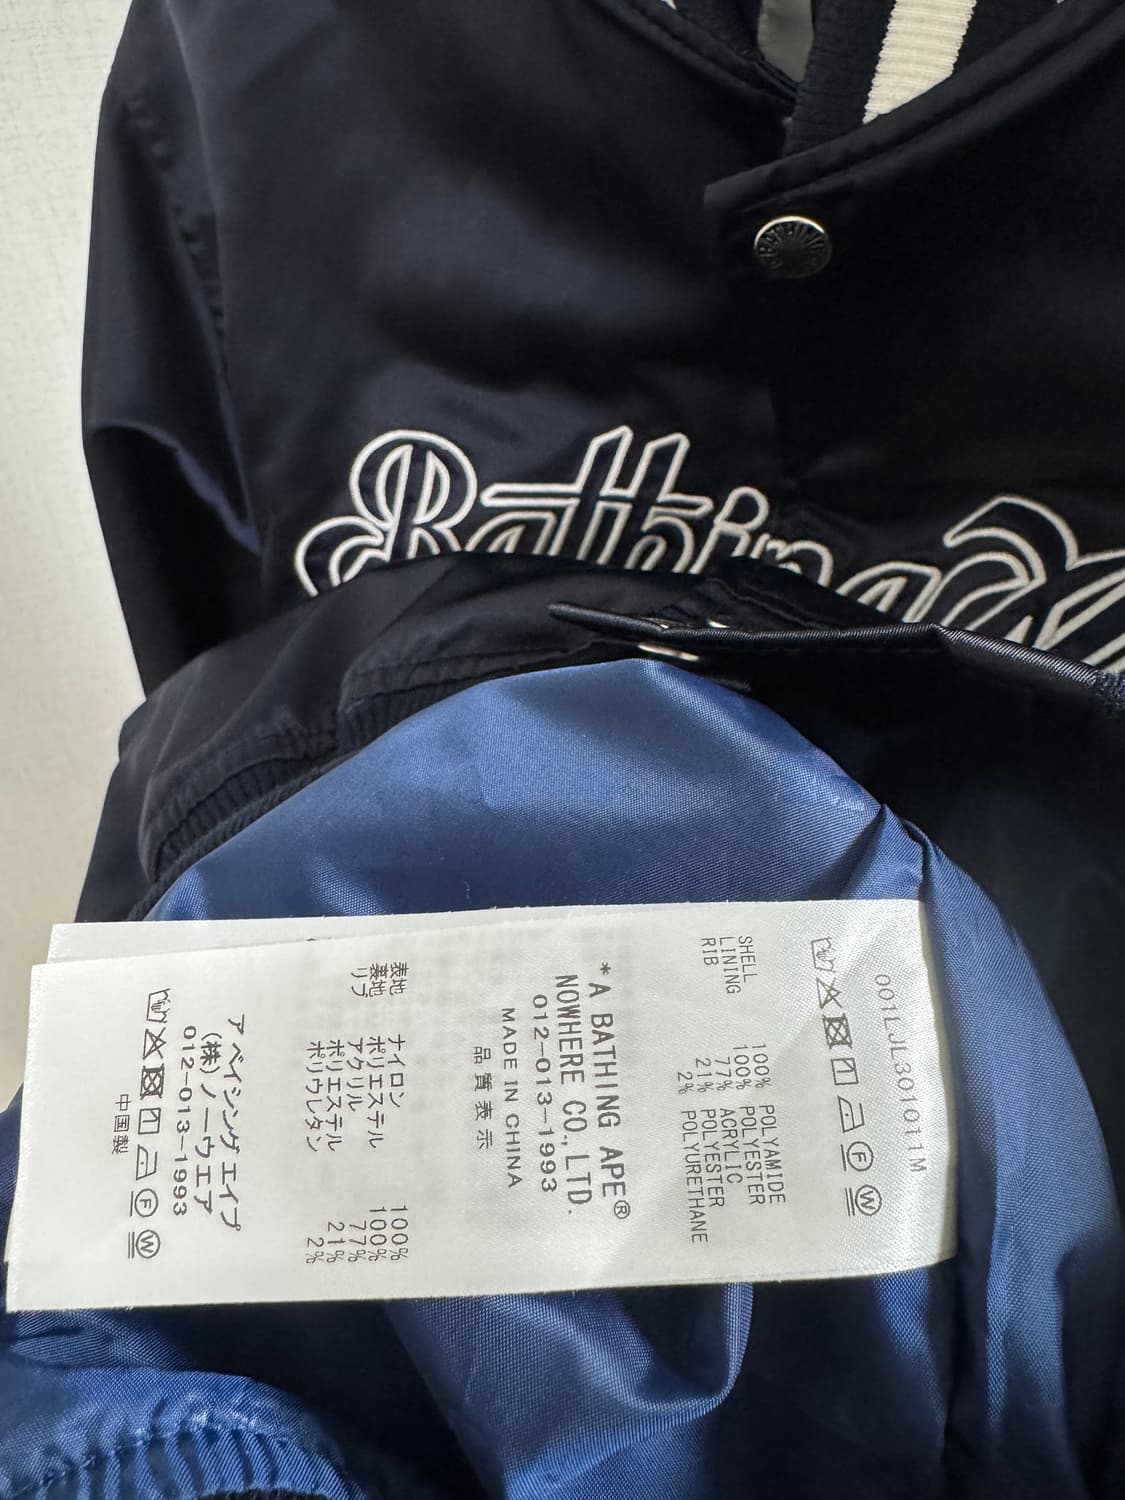 Bathing
BATHING
001LJL301011M
F W
SHELL 100% POLYAMIDE
LINING 100% POLYESTER
RIB 77% ACRYLIC
21% POLYESTER
2% POLYURETHANE
*A BATHING APE®
NOWHERE CO., LTD.
012-013-1993
MADE IN CHINA
品質表示
表地 ナイロン 100%
裏地 ポリエステル 100%
リブ アクリル 77%
ポリエステル 21%
ポリウレタン 2%
ア ベイシング エイプ
(株)ノーウエア
012-013-1993
F W
中国製